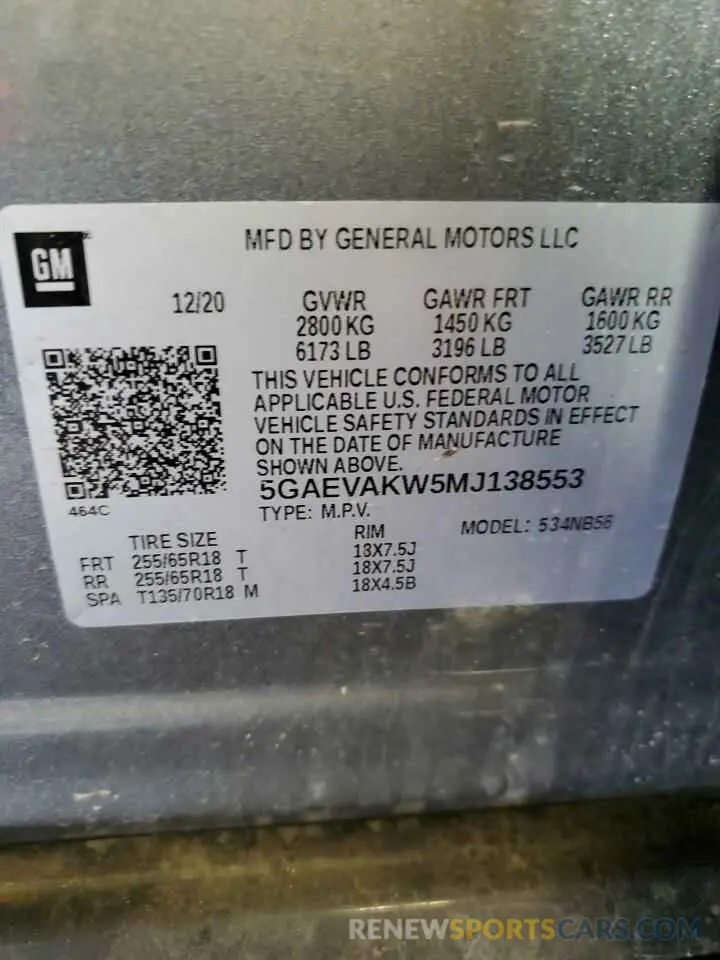 MFD BY GENERAL MOTORS LLC
GM
12/20 GVWR GAWR FRT GAWR RR
2800 KG 1450 KG 1600 KG
6173 LB 3196 LB 3527 LB
THIS VEHICLE CONFORMS TO ALL
APPLICABLE U.S. FEDERAL MOTOR
VEHICLE SAFETY STANDARDS IN EFFECT
ON THE DATE OF MANUFACTURE
SHOWN ABOVE.
5GAEVAKW5MJ138553
464C
TYPE: M.P.V. MODEL: 534NB56
TIRE SIZE RIM
FRT 255/65R18 T 18X7.5J
RR 255/65R18 T 18X7.5J
SPA T135/70R18 M 18X4.5B
RENEWSPORTSCARS.COM